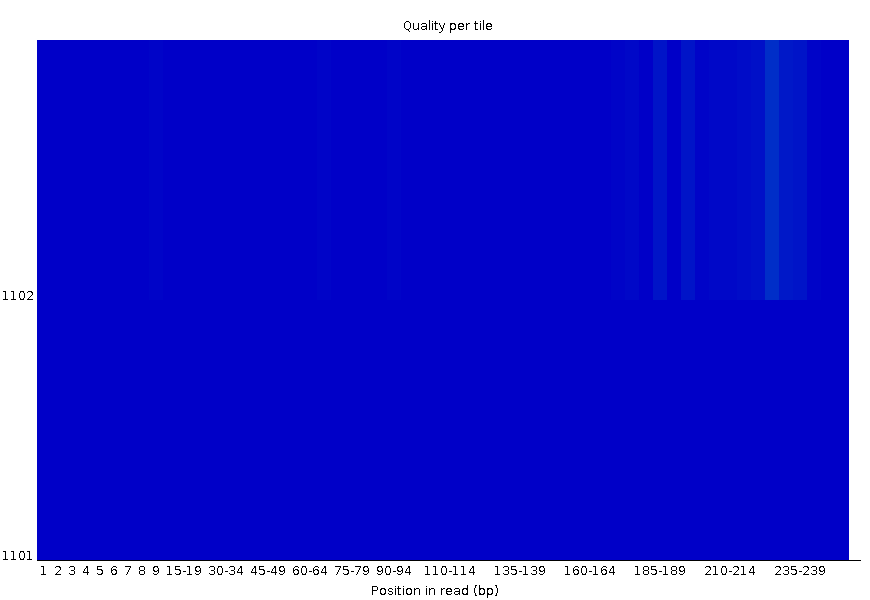 Quality per tile
1102
1101
1 2 3 4 5 6 7 8 9 15-19 30-34 45-49 60-64 75-79 90-94 110-114 135-139 160-164 185-189 210-214 235-239
Position in read (bp)